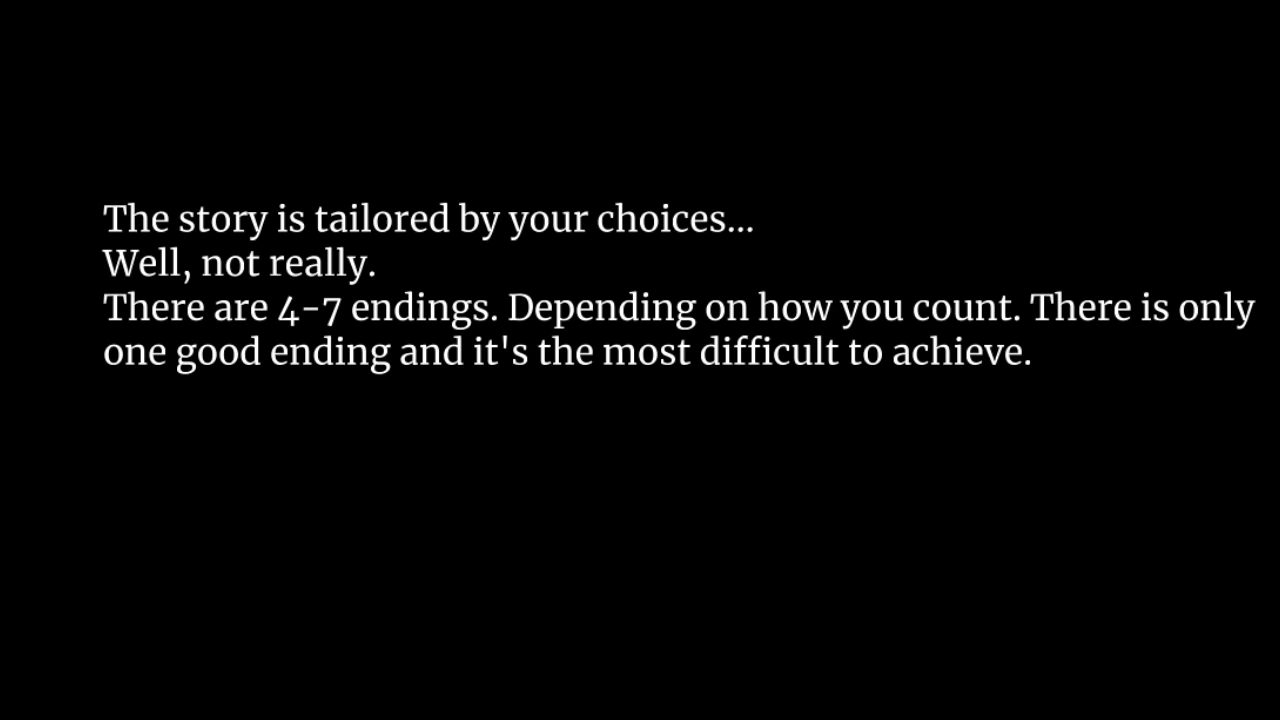 The story is tailored by your choices...
Well, not really.
There are 4-7 endings. Depending on how you count. There is only
one good ending and it's the most difficult to achieve.